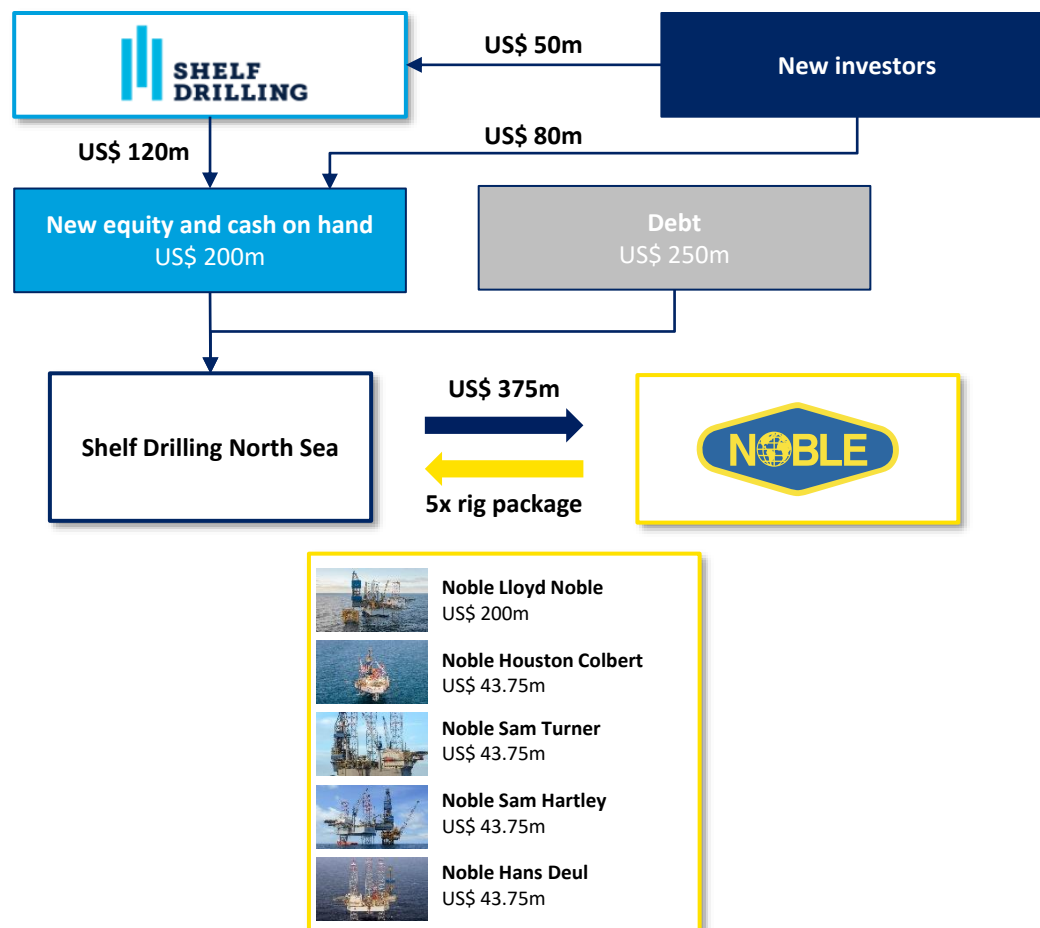 SHELF
DRILLING
US$ 50m
New investors
US$ 120m
US$ 80m
New equity and cash on hand
US$ 200m
Debt
US$ 250m
Shelf Drilling North Sea
US$ 375m
5x rig package
NOBLE
Noble Lloyd Noble
US$ 200m
Noble Houston Colbert
US$ 43.75m
Noble Sam Turner
US$ 43.75m
Noble Sam Hartley
US$ 43.75m
Noble Hans Deul
US$ 43.75m